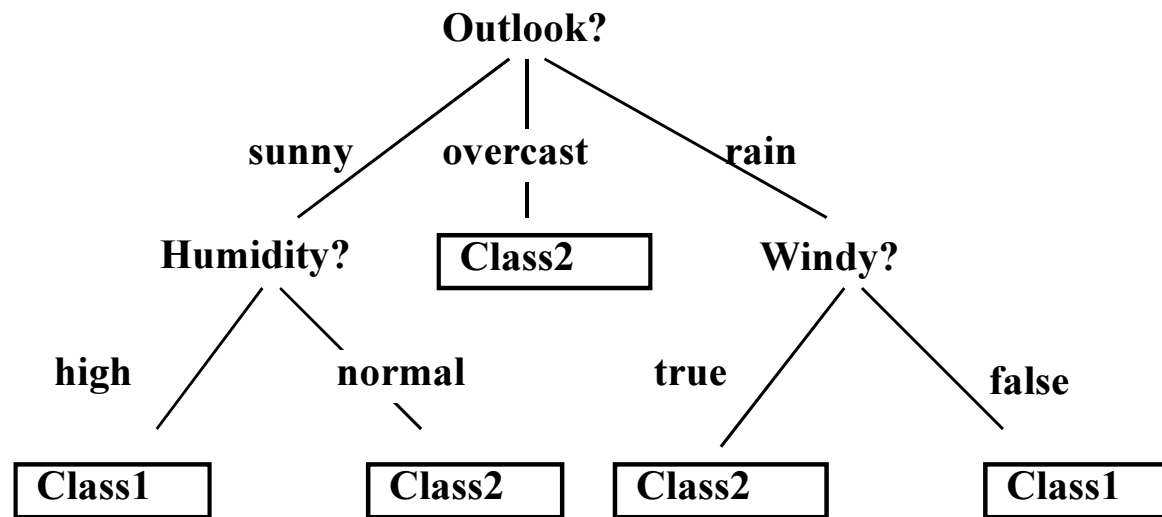 Outlook?
sunny overcast rain
Humidity? Class2 Windy?
high normal true false
Class1 Class2 Class2 Class1